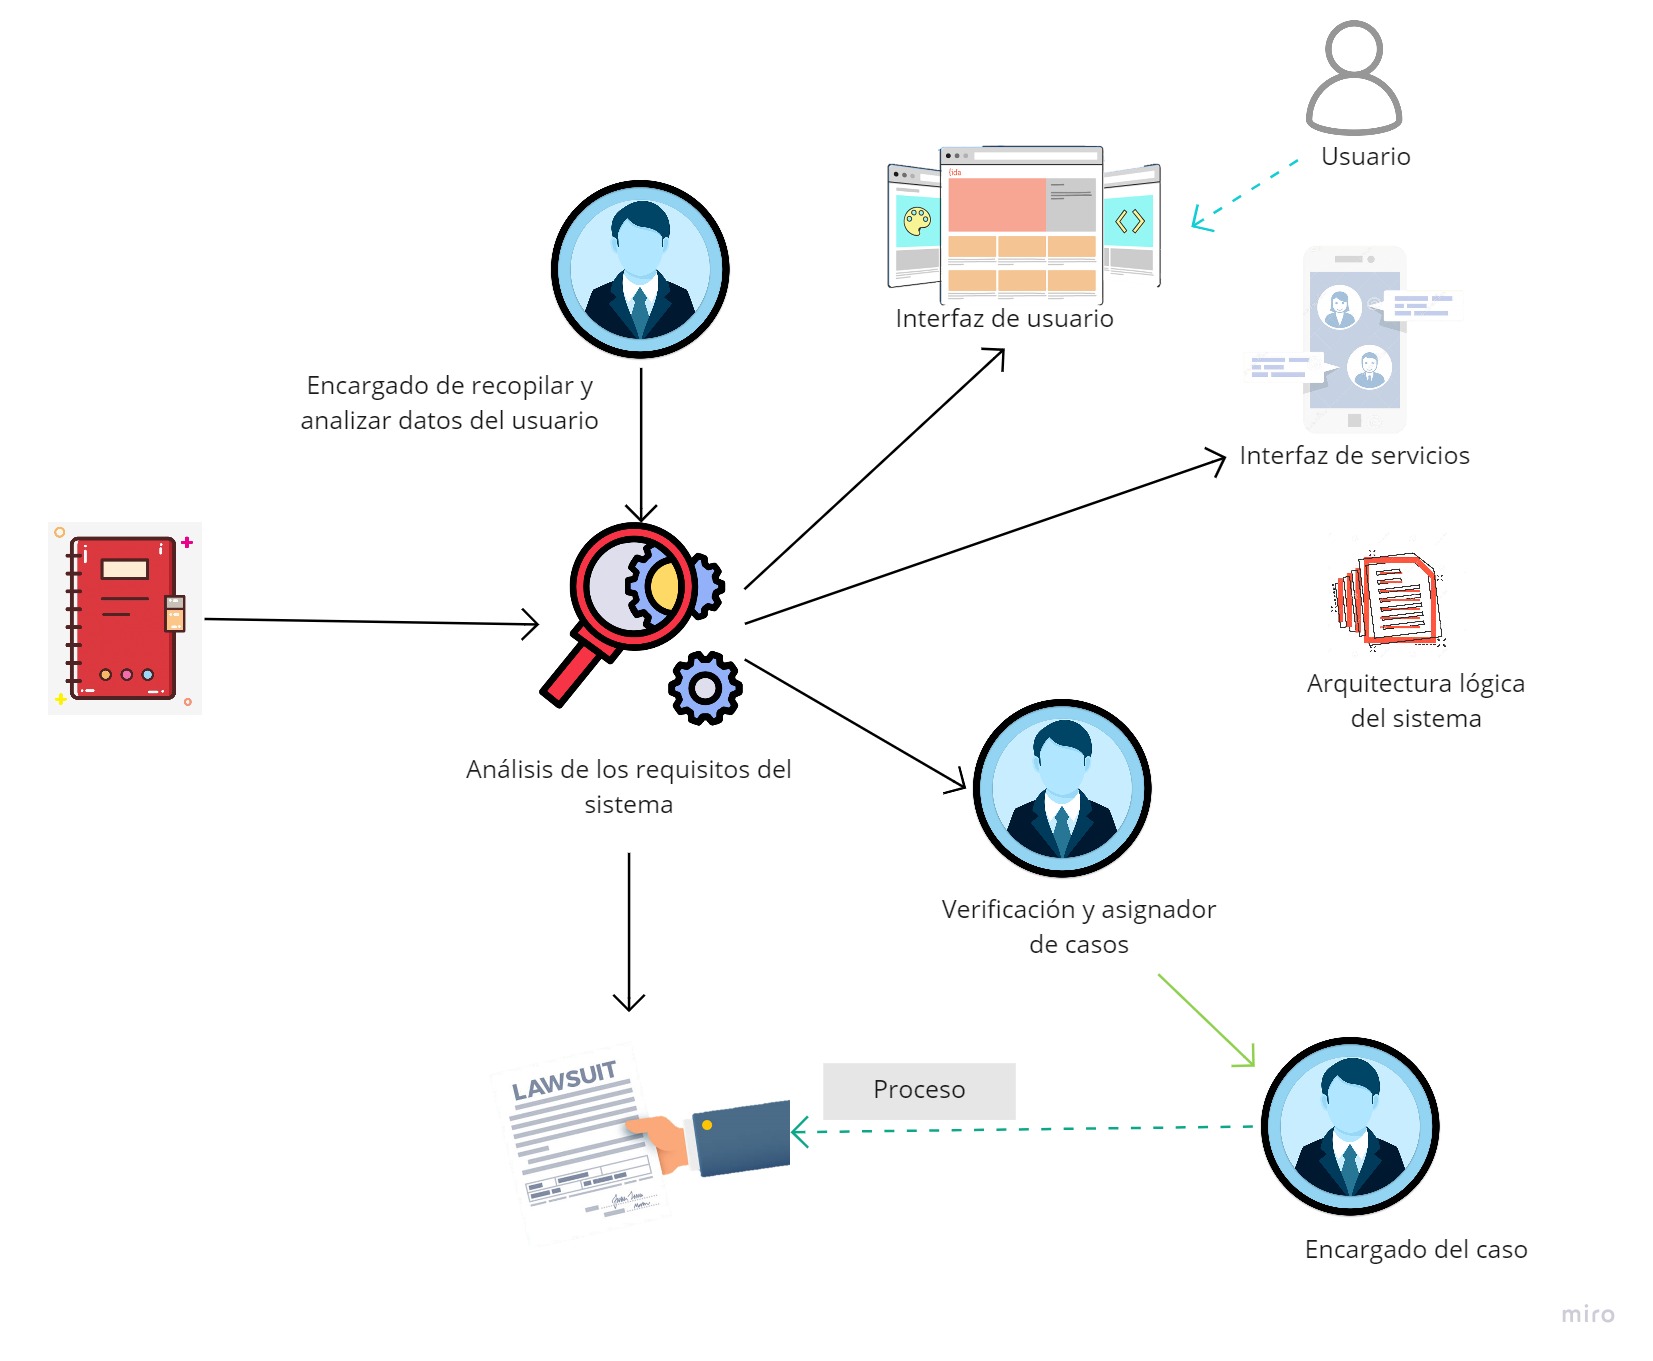 Usuario
{ida
Interfaz de usuario
Encargado de recopilar y
analizar datos del usuario
Interfaz de servicios
Arquitectura lógica
del sistema
Análisis de los requisitos del
sistema
Verificación y asignador
de casos
LAWSUIT
Proceso
Encargado del caso
miro